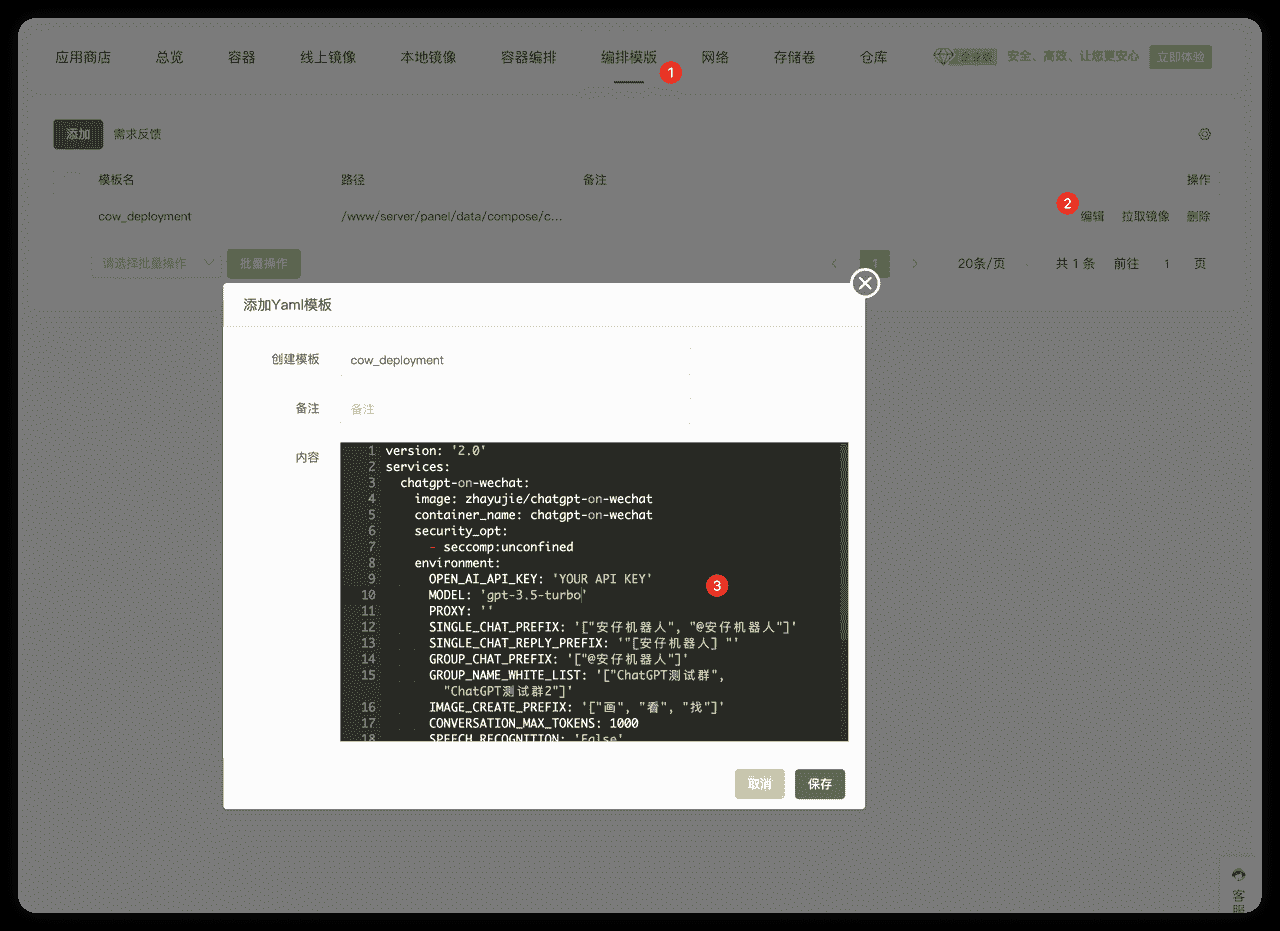 应用商店 总览 容器 线上镜像 本地镜像 容器编排 编排模版 网络 存储卷 仓库 企业版 安全、高效、让您更安心 立即体验
1
添加 需求反馈
模板名 路径 备注 操作
2
cow_deployment /www/server/panel/data/compose/c... 编辑 拉取镜像 删除
请选择批量操作 批量操作 1 20条/页 共 1 条 前往 1 页
添加Yaml模板
创建模板 cow_deployment
备注 备注
内容
1 version: '2.0'
2 services:
3 chatgpt-on-wechat:
4 image: zhayujie/chatgpt-on-wechat
5 container_name: chatgpt-on-wechat
6 security_opt:
7 - seccomp:unconfined
8 environment:
9 OPEN_AI_API_KEY: 'YOUR API KEY'
3
10 MODEL: 'gpt-3.5-turbo'
11 PROXY: ''
12 SINGLE_CHAT_PREFIX: '["安仔机器人", "@安仔机器人"]'
13 SINGLE_CHAT_REPLY_PREFIX: '"[安仔机器人] "'
14 GROUP_CHAT_PREFIX: '["@安仔机器人"]'
15 GROUP_NAME_WHITE_LIST: '["ChatGPT测试群",
"ChatGPT测试群2"]'
16 IMAGE_CREATE_PREFIX: '["画", "看", "找"]'
17 CONVERSATION_MAX_TOKENS: 1000
18 SPEECH_RECOGNITION: 'False'
取消 保存
客
服